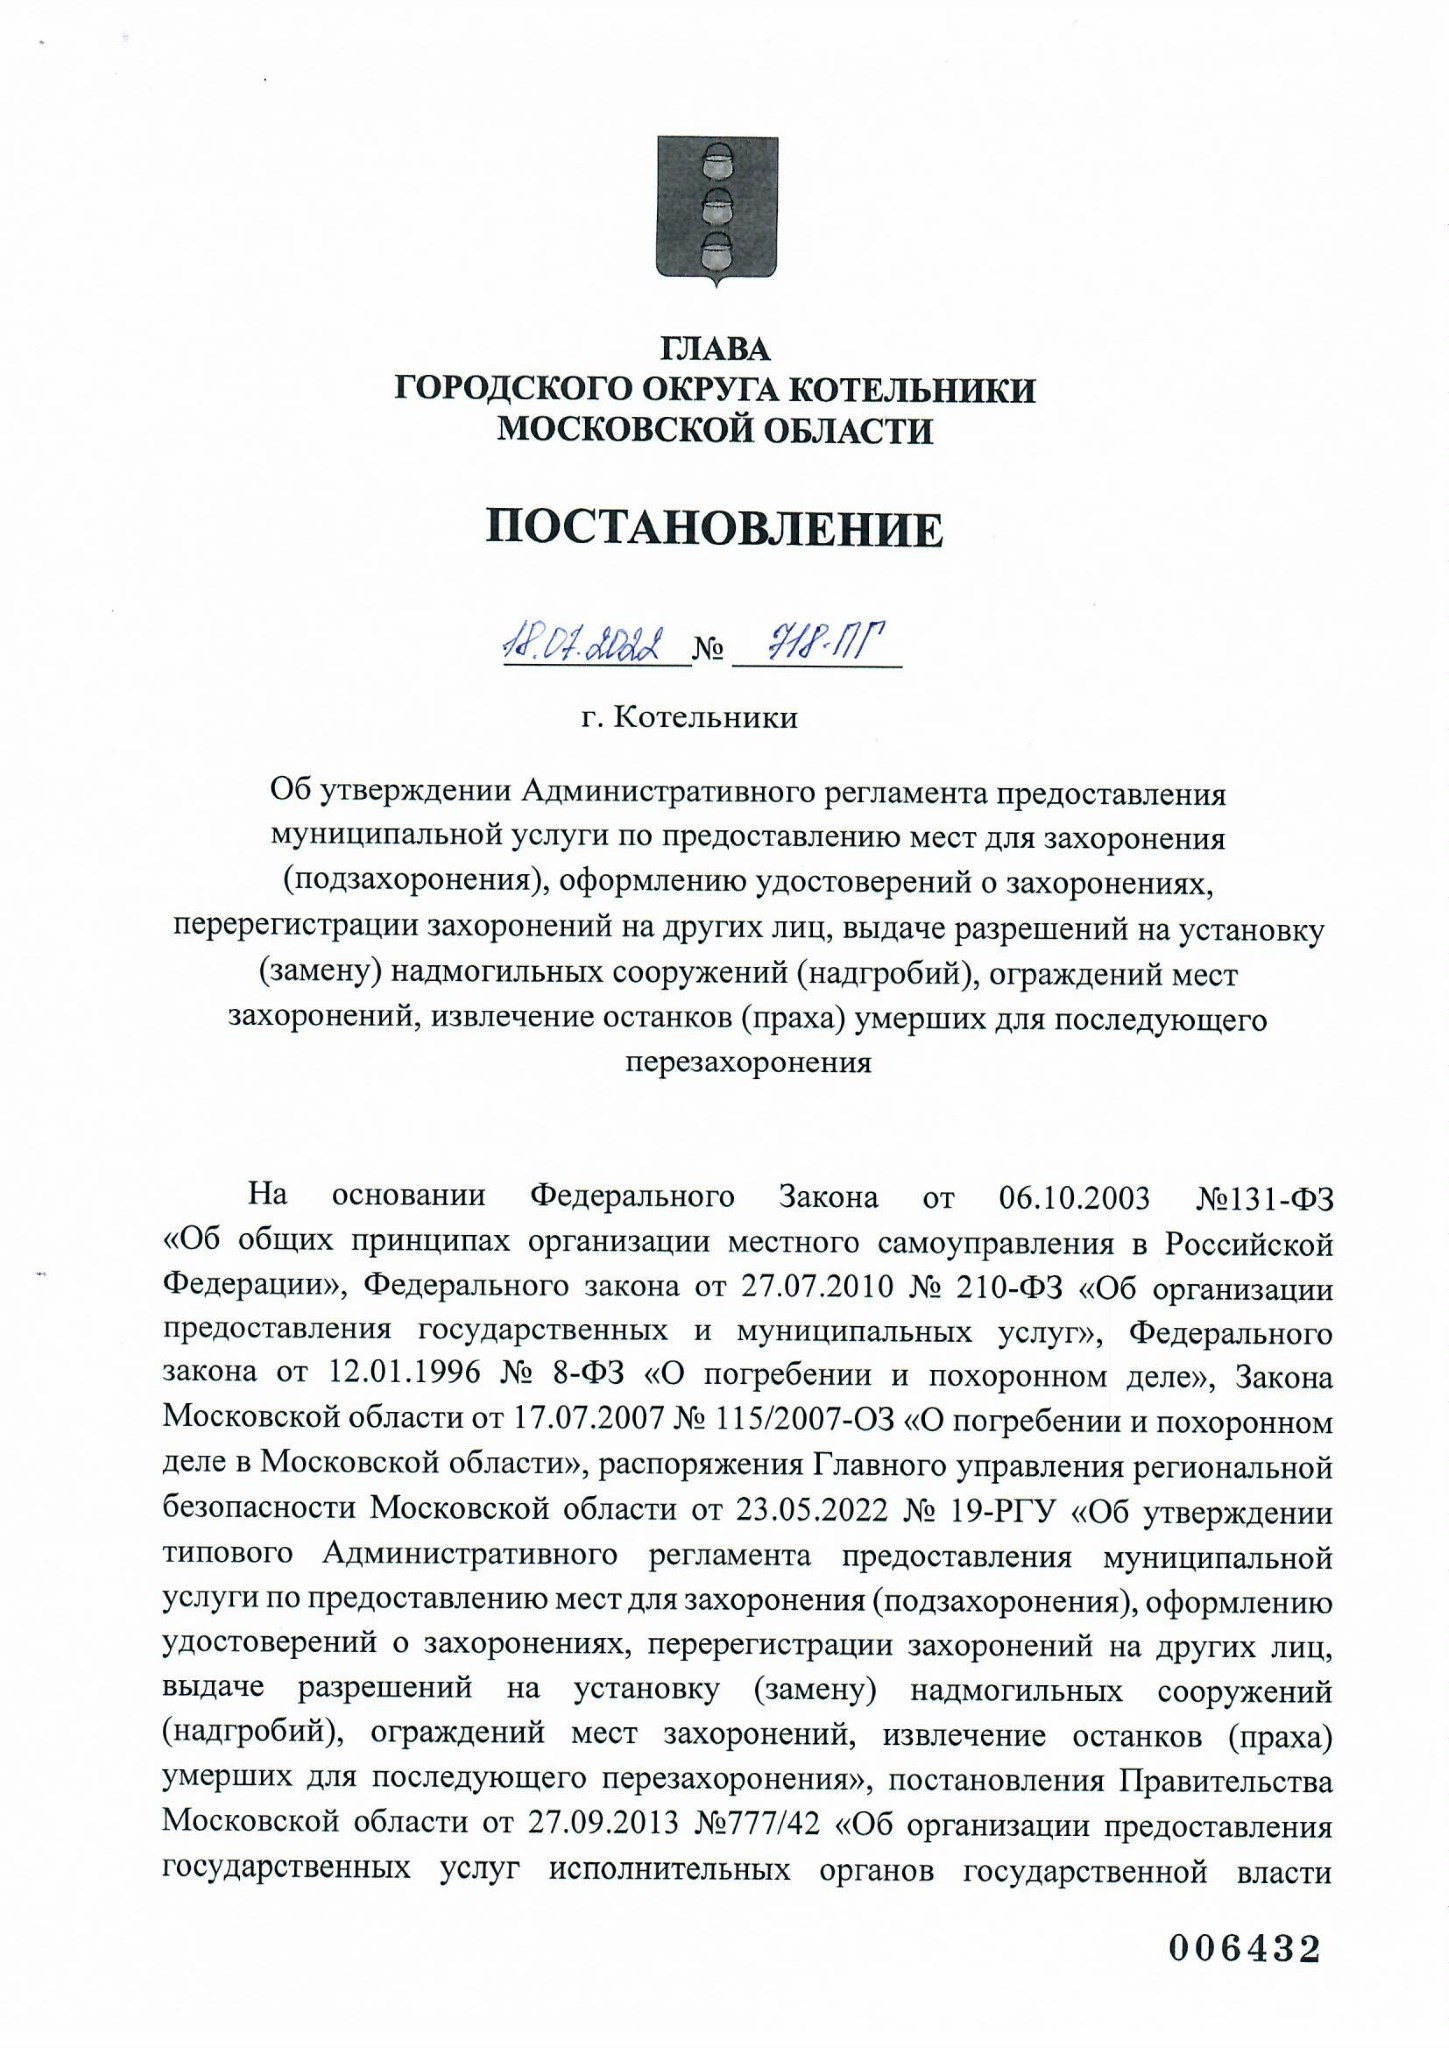 ГЛАВА
ГОРОДСКОГО ОКРУГА КОТЕЛЬНИКИ
МОСКОВСКОЙ ОБЛАСТИ
ПОСТАНОВЛЕНИЕ
18.07.2022 № 718-ПГ
г. Котельники
Об утверждении Административного регламента предоставления
муниципальной услуги по предоставлению мест для захоронения
(подзахоронения), оформлению удостоверений о захоронениях,
перерегистрации захоронений на других лиц, выдаче разрешений на установку
(замену) надмогильных сооружений (надгробий), ограждений мест
захоронений, извлечение останков (праха) умерших для последующего
перезахоронения
На основании Федерального Закона от 06.10.2003 №131-ФЗ
«Об общих принципах организации местного самоуправления в Российской
Федерации», Федерального закона от 27.07.2010 № 210-ФЗ «Об организации
предоставления государственных и муниципальных услуг», Федерального
закона от 12.01.1996 № 8-ФЗ «О погребении и похоронном деле», Закона
Московской области от 17.07.2007 № 115/2007-ОЗ «О погребении и похоронном
деле в Московской области», распоряжения Главного управления региональной
безопасности Московской области от 23.05.2022 № 19-РГУ «Об утверждении
типового Административного регламента предоставления муниципальной
услуги по предоставлению мест для захоронения (подзахоронения), оформлению
удостоверений о захоронениях, перерегистрации захоронений на других лиц,
выдаче разрешений на установку (замену) надмогильных сооружений
(надгробий), ограждений мест захоронений, извлечение останков (праха)
умерших для последующего перезахоронения», постановления Правительства
Московской области от 27.09.2013 №777/42 «Об организации предоставления
государственных услуг исполнительных органов государственной власти
006432